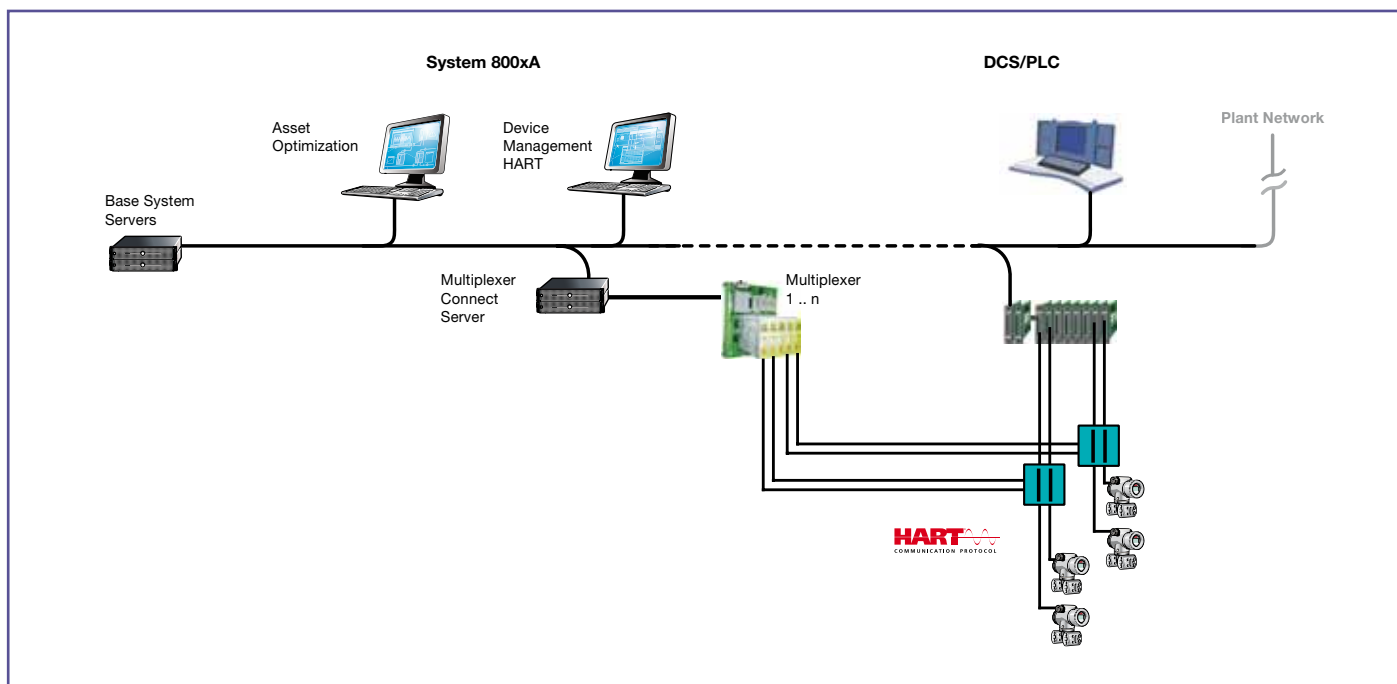 System 800xA
DCS/PLC
Asset
Optimization
Device
Management
HART
Plant Network
Base System
Servers
Multiplexer
Connect
Server
Multiplexer
1 .. n
HART
COMMUNICATION PROTOCOL